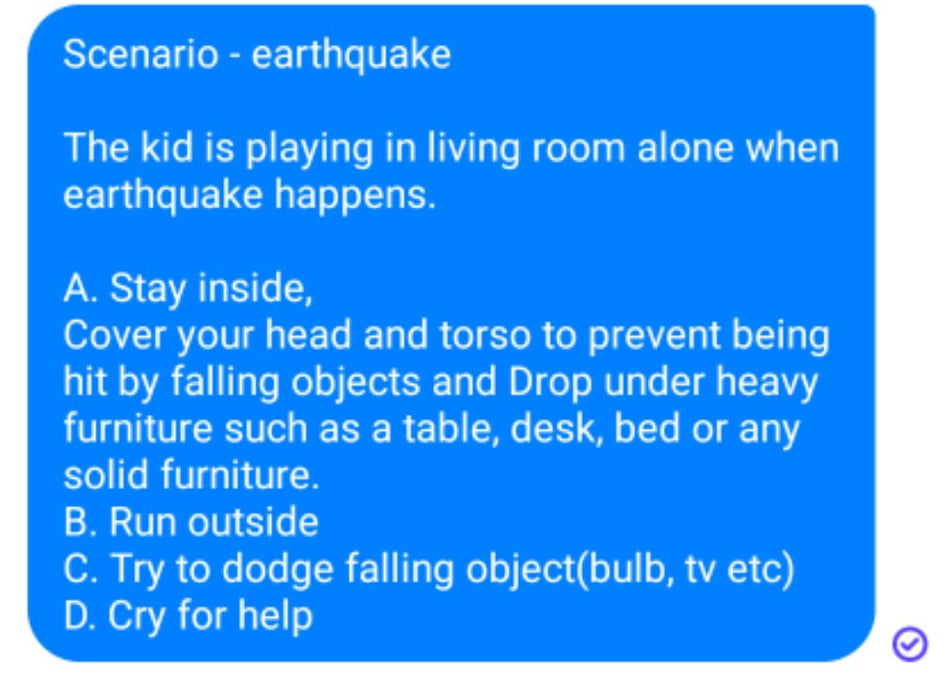 Scenario - earthquake
The kid is playing in living room alone when
earthquake happens.
A. Stay inside,
Cover your head and torso to prevent being
hit by falling objects and Drop under heavy
furniture such as a table, desk, bed or any
solid furniture.
B. Run outside
C. Try to dodge falling object(bulb, tv etc)
D. Cry for help